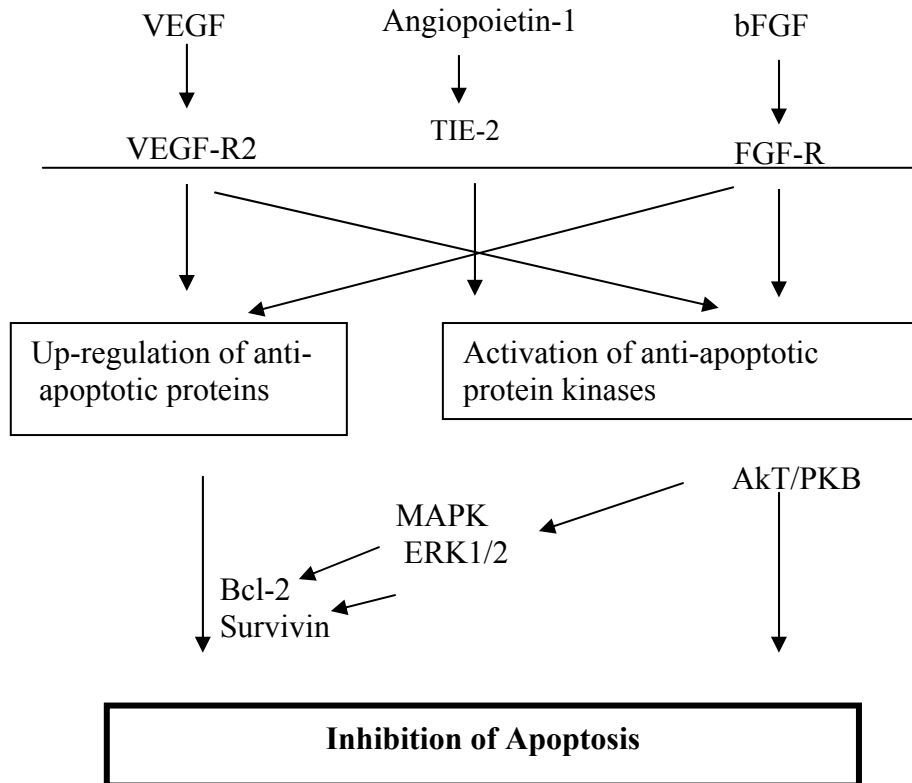 VEGF
Angiopoietin-1
bFGF
VEGF-R2
TIE-2
FGF-R
Up-regulation of anti-
apoptotic proteins
Activation of anti-apoptotic
protein kinases
AkT/PKB
MAPK
ERK1/2
Bcl-2
Survivin
Inhibition of Apoptosis